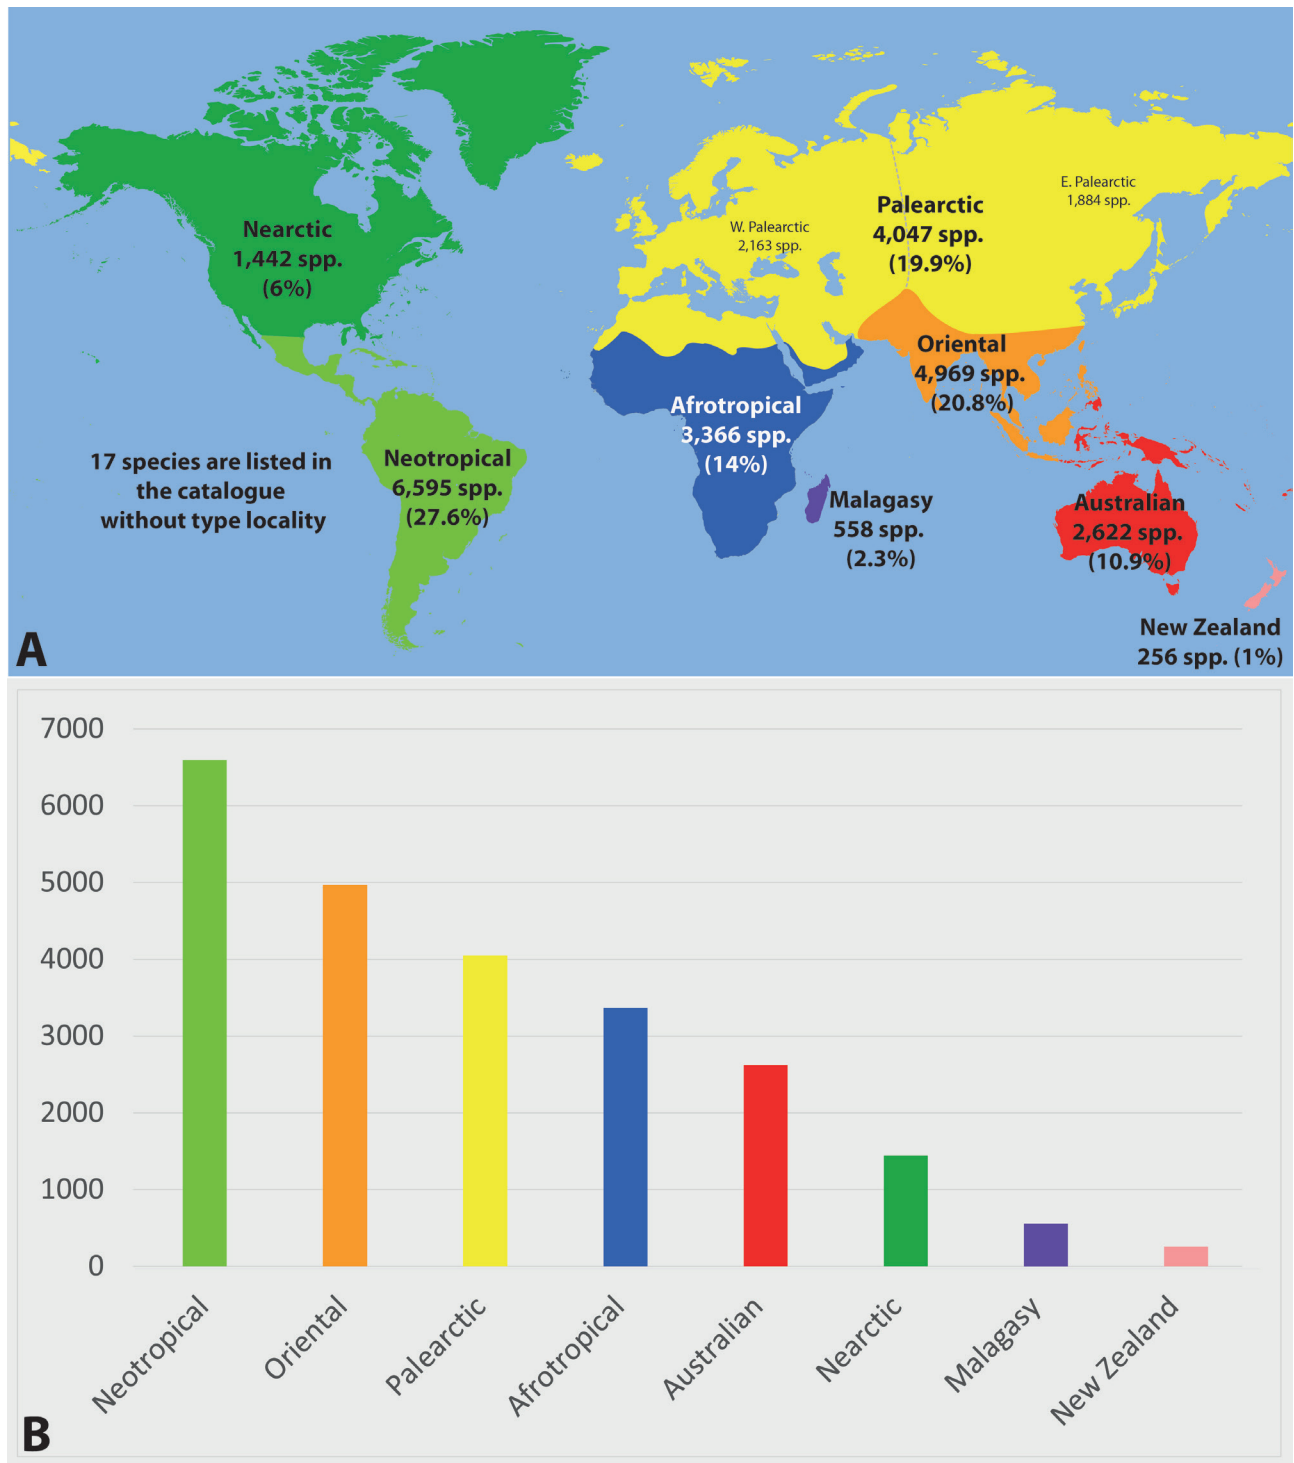 Nearctic
1,442 spp.
(6%)
W. Palearctic
2,163 spp.
Palearctic
4,047 spp.
(19.9%)
E. Palearctic
1,884 spp.
Oriental
4,969 spp.
(20.8%)
Afrotropical
3,366 spp.
(14%)
17 species are listed in
the catalogue
without type locality
Neotropical
6,595 spp.
(27.6%)
Malagasy
558 spp.
(2.3%)
Australian
2,622 spp.
(10.9%)
New Zealand
256 spp. (1%)
A
7000
6000
5000
4000
3000
2000
1000
0
Neotropical
Oriental
Palearctic
Afrotropical
Australian
Nearctic
Malagasy
New Zealand
B